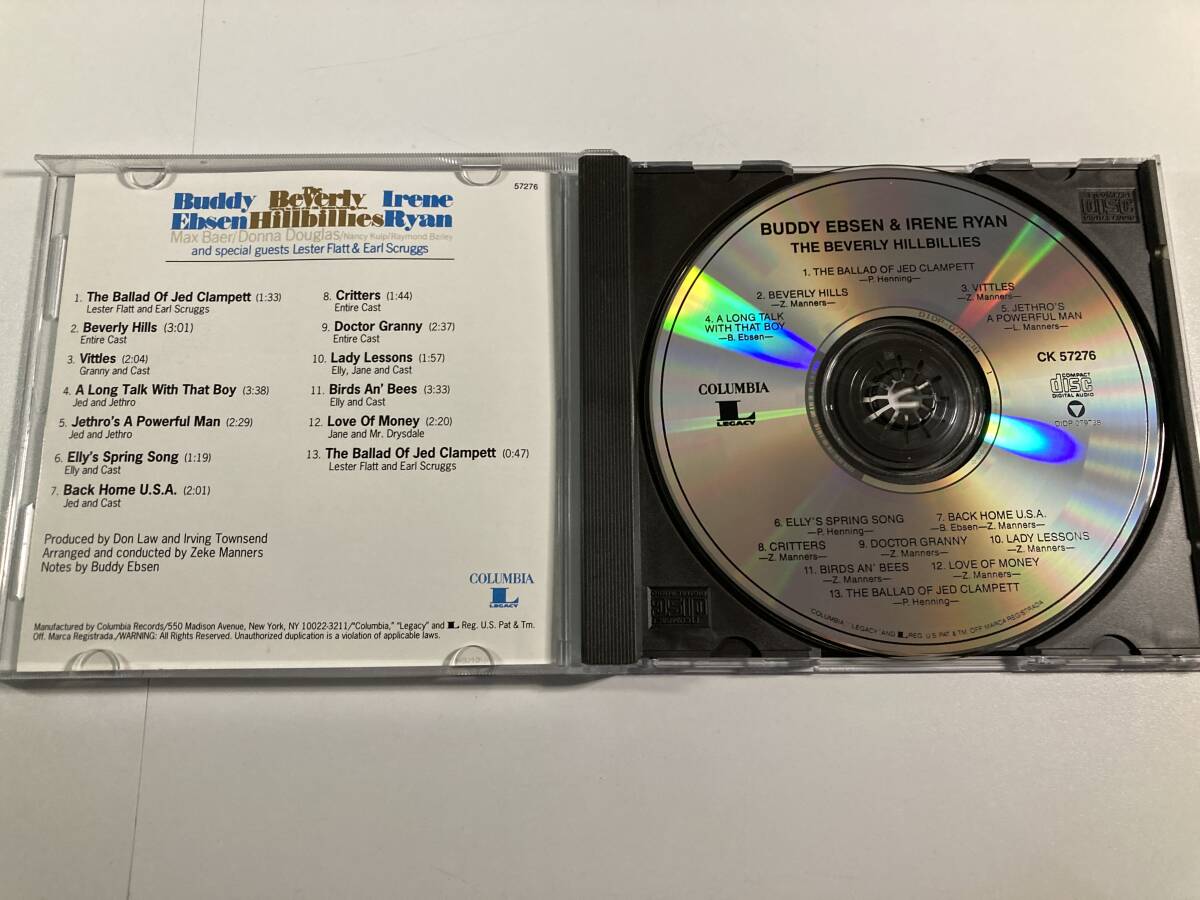 57276
Buddy The Beverly Irene
Ebsen Hillbillies Ryan
Max Baer/Donna Douglas/Nancy Kulp/Raymond Bailey
and special guests Lester Flatt & Earl Scruggs
1. The Ballad Of Jed Clampett (1:33)
Lester Flatt and Earl Scruggs
2. Beverly Hills (3:01)
Entire Cast
3. Vittles (2:04)
Granny and Cast
4. A Long Talk With That Boy (3:38)
Jed and Jethro
5. Jethro's A Powerful Man (2:29)
Jed and Jethro
6. Elly's Spring Song (1:19)
Elly and Cast
7. Back Home U.S.A. (2:01)
Jed and Cast
8. Critters (1:44)
Entire Cast
9. Doctor Granny (2:37)
Entire Cast
10. Lady Lessons (1:57)
Elly, Jane and Cast
11. Birds An' Bees (3:33)
Elly and Cast
12. Love Of Money (2:20)
Jane and Mr. Drysdale
13. The Ballad Of Jed Clampett (0:47)
Lester Flatt and Earl Scruggs
Produced by Don Law and Irving Townsend
Arranged and conducted by Zeke Manners
Notes by Buddy Ebsen
COLUMBIA
L
LEGACY
Manufactured by Columbia Records/550 Madison Avenue, New York, NY 10022-3211/"Columbia," "Legacy" and L Reg. U.S. Pat & Tm.
Off. Marca Registrada./WARNING: All Rights Reserved. Unauthorized duplication is a violation of applicable laws.
BUDDY EBSEN & IRENE RYAN
THE BEVERLY HILLBILLIES
1. THE BALLAD OF JED CLAMPETT
—P. Henning—
2. BEVERLY HILLS
—Z. Manners—
3. VITTLES
—Z. Manners—
4. A LONG TALK
WITH THAT BOY
—B. Ebsen—
5. JETHRO'S
A POWERFUL MAN
—L. Manners—
COLUMBIA
L
LEGACY
CK 57276
COMPACT
disc
DIGITAL AUDIO
DIDP 079738
6. ELLY'S SPRING SONG
—P. Henning—
7. BACK HOME U.S.A.
—B. Ebsen—Z. Manners—
8. CRITTERS
—Z. Manners—
9. DOCTOR GRANNY
—Z. Manners—
10. LADY LESSONS
—Z. Manners—
11. BIRDS AN' BEES
—Z. Manners—
12. LOVE OF MONEY
—Z. Manners—
13. THE BALLAD OF JED CLAMPETT
—P. Henning—
COLUMBIA, "LEGACY" AND L REG. U.S. PAT. & TM. OFF. MARCA REGISTRADA